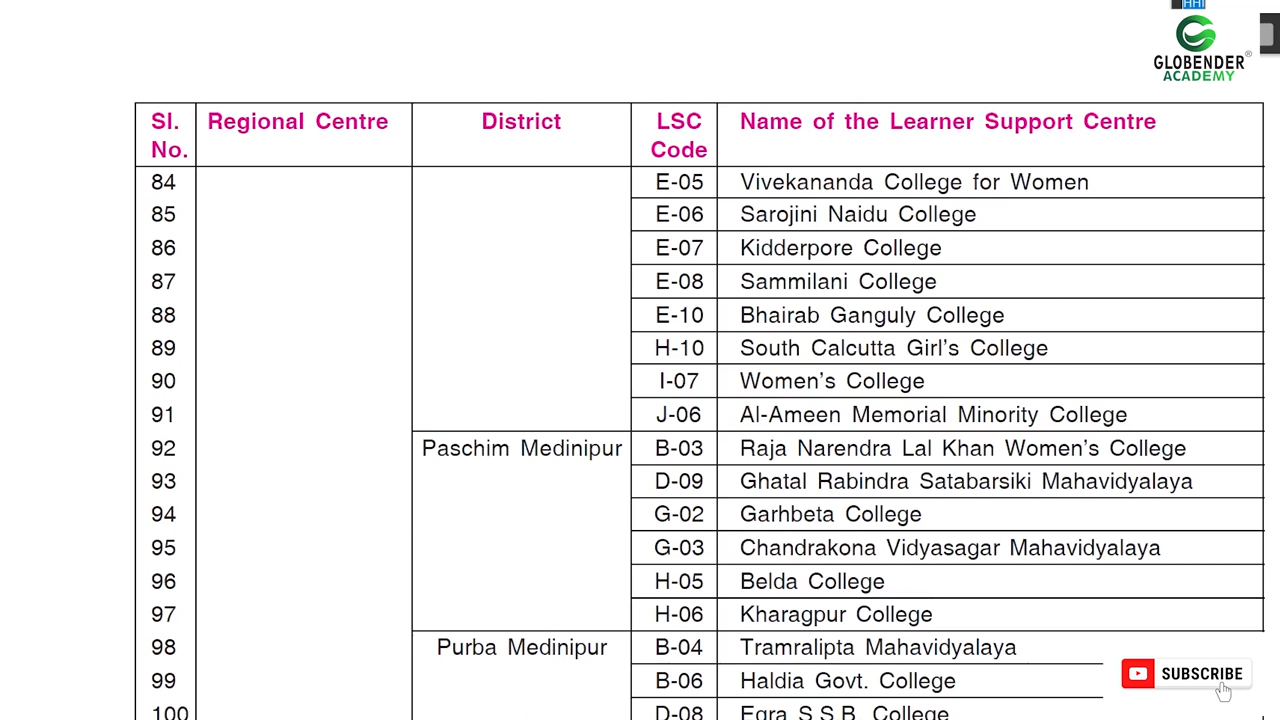 HHI
GLOBENDER®
ACADEMY
Sl. No. Regional Centre District LSC Code Name of the Learner Support Centre
84 E-05 Vivekananda College for Women
85 E-06 Sarojini Naidu College
86 E-07 Kidderpore College
87 E-08 Sammilani College
88 E-10 Bhairab Ganguly College
89 H-10 South Calcutta Girl's College
90 I-07 Women's College
91 J-06 Al-Ameen Memorial Minority College
92 Paschim Medinipur B-03 Raja Narendra Lal Khan Women's College
93 D-09 Ghatal Rabindra Satabarsiki Mahavidyalaya
94 G-02 Garhbeta College
95 G-03 Chandrakona Vidyasagar Mahavidyalaya
96 H-05 Belda College
97 H-06 Kharagpur College
98 Purba Medinipur B-04 Tramralipta Mahavidyalaya
99 B-06 Haldia Govt. College
SUBSCRIBE
100 D-08 Egra S.S.B. College